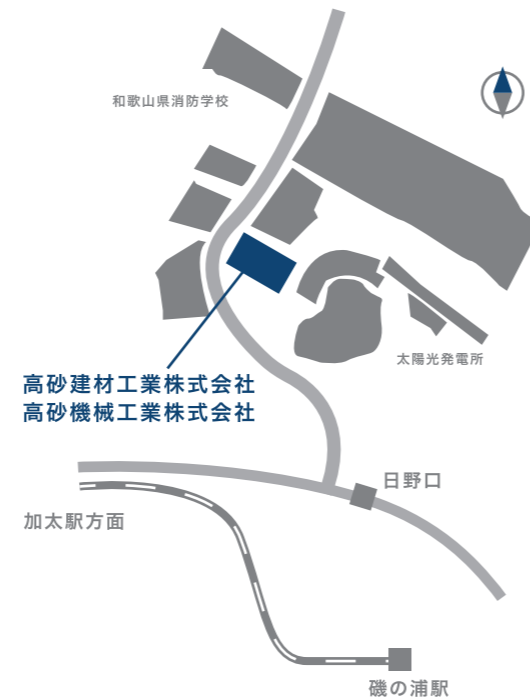 和歌山県消防学校
太陽光発電所
高砂建材工業株式会社
高砂機械工業株式会社
日野口
加太駅方面
磯の浦駅